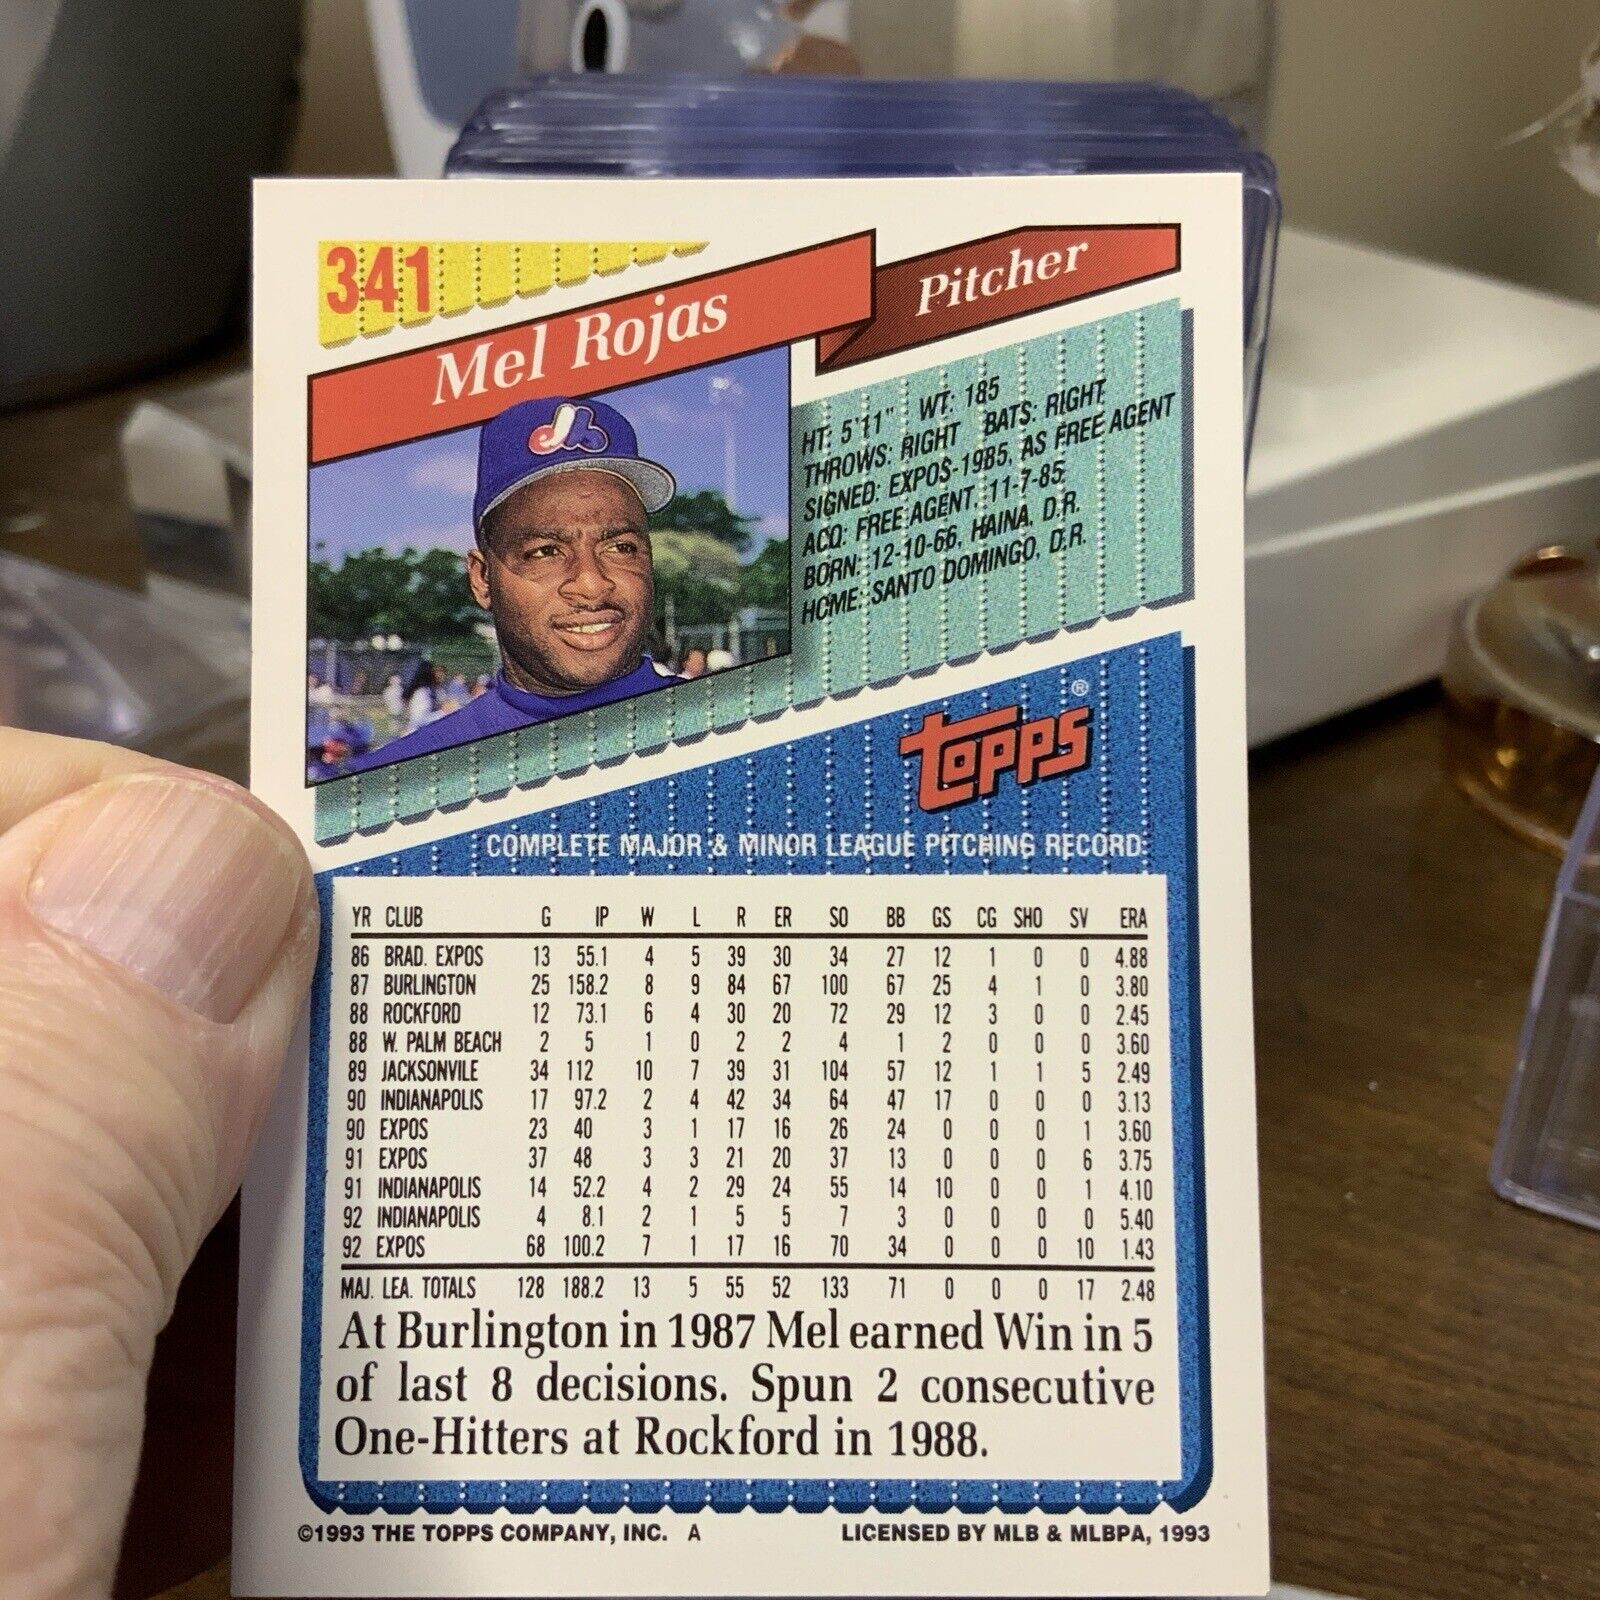 341
Mel Rojas
Pitcher
HT: 5'11" WT: 185
THROWS: RIGHT BATS: RIGHT
SIGNED: EXPOS-1985, AS FREE AGENT
ACQ: FREE AGENT, 11-7-85
BORN: 12-10-66, HAINA, D.R.
HOME: SANTO DOMINGO, D.R.
TOPPS ®
COMPLETE MAJOR & MINOR LEAGUE PITCHING RECORD
YR CLUB G IP W L R ER SO BB GS CG SHO SV ERA
86 BRAD. EXPOS 13 55.1 4 5 39 30 34 27 12 1 0 0 4.88
87 BURLINGTON 25 158.2 8 9 84 67 100 67 25 4 1 0 3.80
88 ROCKFORD 12 73.1 6 4 30 20 72 29 12 3 0 0 2.45
88 W. PALM BEACH 2 5 1 0 2 2 4 1 2 0 0 0 3.60
89 JACKSONVILE 34 112 10 7 39 31 104 57 12 1 1 5 2.49
90 INDIANAPOLIS 17 97.2 2 4 42 34 64 47 17 0 0 0 3.13
90 EXPOS 23 40 3 1 17 16 26 24 0 0 0 1 3.60
91 EXPOS 37 48 3 3 21 20 37 13 0 0 0 6 3.75
91 INDIANAPOLIS 14 52.2 4 2 29 24 55 14 10 0 0 1 4.10
92 INDIANAPOLIS 4 8.1 2 1 5 5 7 3 0 0 0 0 5.40
92 EXPOS 68 100.2 7 1 17 16 70 34 0 0 0 10 1.43
MAJ. LEA. TOTALS 128 188.2 13 5 55 52 133 71 0 0 0 17 2.48
At Burlington in 1987 Mel earned Win in 5
of last 8 decisions. Spun 2 consecutive
One-Hitters at Rockford in 1988.
©1993 THE TOPPS COMPANY, INC. A LICENSED BY MLB & MLBPA, 1993